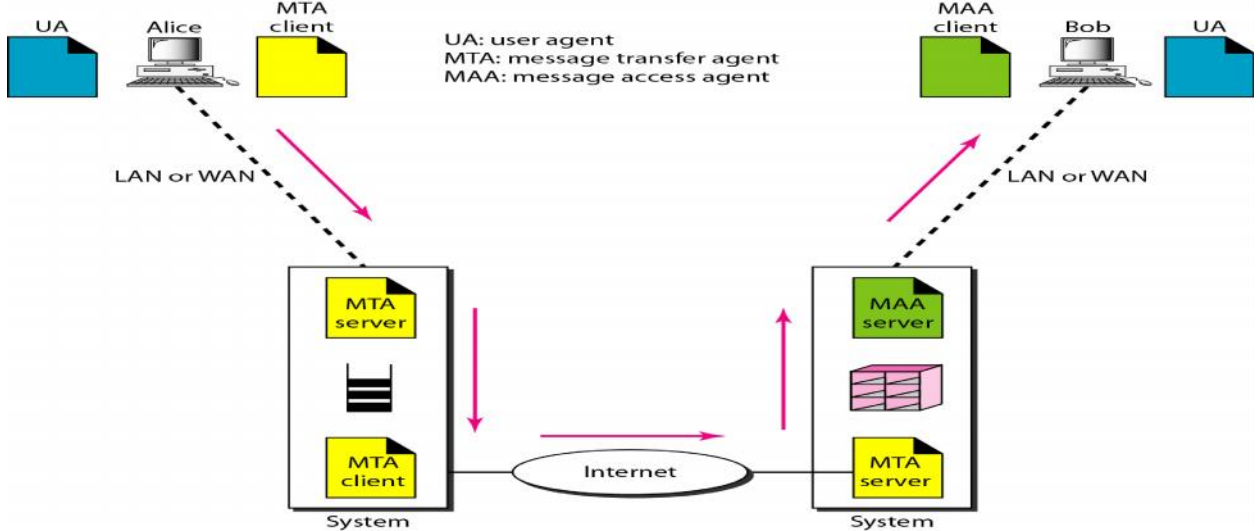 UA
Alice
MTA
client
UA: user agent
MTA: message transfer agent
MAA: message access agent
MAA
client
Bob
UA
LAN or WAN
LAN or WAN
MTA
server
MAA
server
MTA
client
Internet
MTA
server
System
System